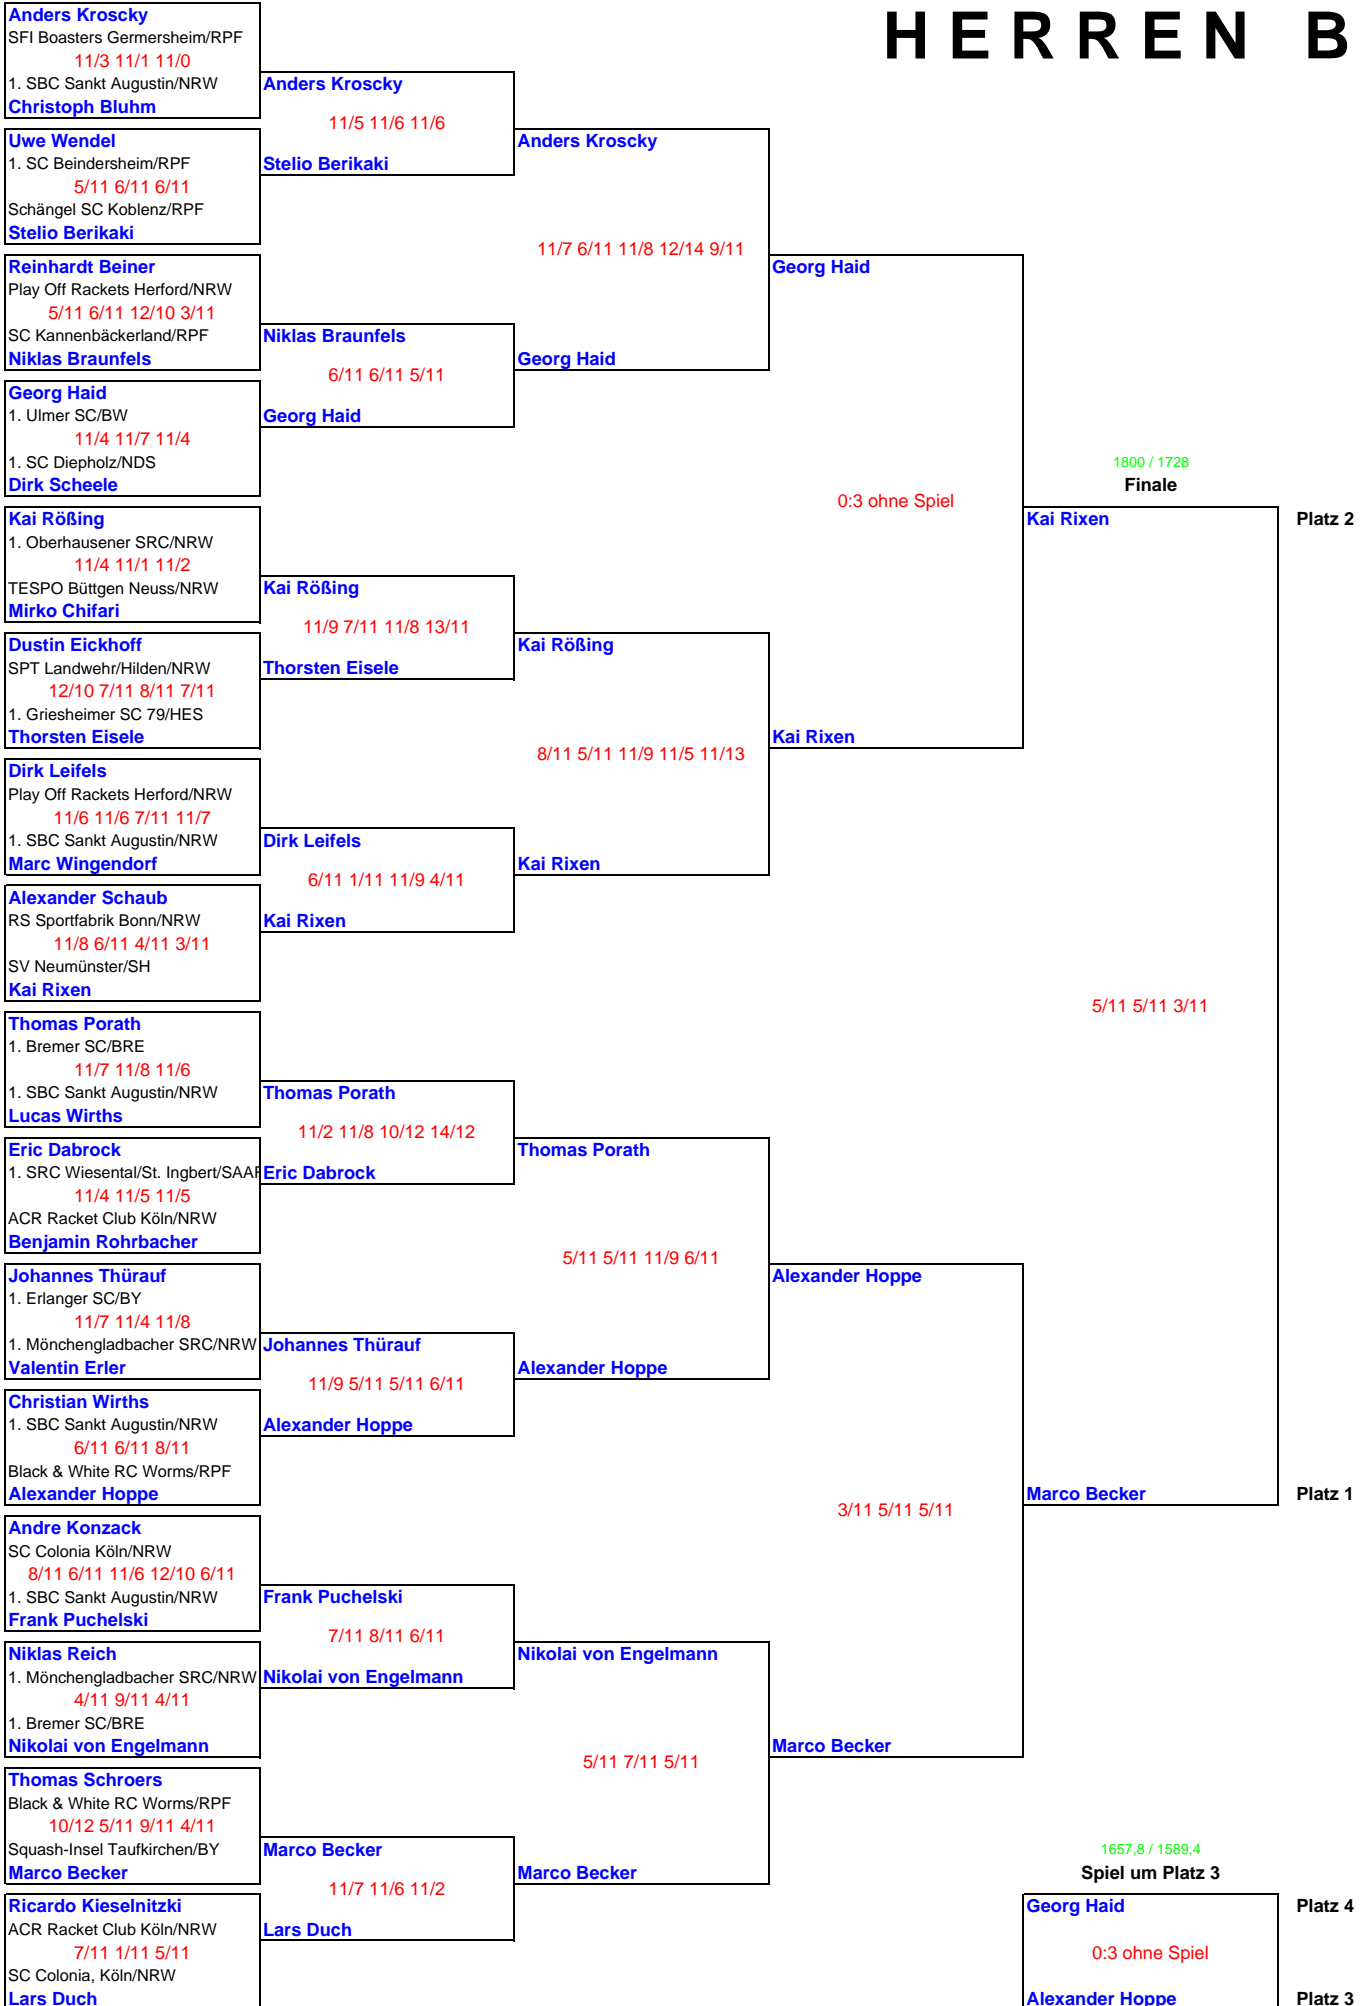 HERREN B
Anders Kroscky
SFI Boasters Germersheim/RPF
11/3 11/1 11/0
1. SBC Sankt Augustin/NRW
Christoph Bluhm
Uwe Wendel
1. SC Beindersheim/RPF
5/11 6/11 6/11
Schängel SC Koblenz/RPF
Stelio Berikaki
Reinhardt Beiner
Play Off Rackets Herford/NRW
5/11 6/11 12/10 3/11
SC Kannenbäckerland/RPF
Niklas Braunfels
Georg Haid
1. Ulmer SC/BW
11/4 11/7 11/4
1. SC Diepholz/NDS
Dirk Scheele
Kai Rößing
1. Oberhausener SRC/NRW
11/4 11/1 11/2
TESPO Büttgen Neuss/NRW
Mirko Chifari
Dustin Eickhoff
SPT Landwehr/Hilden/NRW
12/10 7/11 8/11 7/11
1. Griesheimer SC 79/HES
Thorsten Eisele
Dirk Leifels
Play Off Rackets Herford/NRW
11/6 11/6 7/11 11/7
1. SBC Sankt Augustin/NRW
Marc Wingendorf
Alexander Schaub
RS Sportfabrik Bonn/NRW
11/8 6/11 4/11 3/11
SV Neumünster/SH
Kai Rixen
Thomas Porath
1. Bremer SC/BRE
11/7 11/8 11/6
1. SBC Sankt Augustin/NRW
Lucas Wirths
Eric Dabrock
1. SRC Wiesental/St. Ingbert/SAAR
11/4 11/5 11/5
ACR Racket Club Köln/NRW
Benjamin Rohrbacher
Johannes Thürauf
1. Erlanger SC/BY
11/7 11/4 11/8
1. Mönchengladbacher SRC/NRW
Valentin Erler
Christian Wirths
1. SBC Sankt Augustin/NRW
6/11 6/11 8/11
Black & White RC Worms/RPF
Alexander Hoppe
Andre Konzack
SC Colonia Köln/NRW
8/11 6/11 11/6 12/10 6/11
1. SBC Sankt Augustin/NRW
Frank Puchelski
Niklas Reich
1. Mönchengladbacher SRC/NRW
4/11 9/11 4/11
1. Bremer SC/BRE
Nikolai von Engelmann
Thomas Schroers
Black & White RC Worms/RPF
10/12 5/11 9/11 4/11
Squash-Insel Taufkirchen/BY
Marco Becker
Ricardo Kieselnitzki
ACR Racket Club Köln/NRW
7/11 1/11 5/11
SC Colonia, Köln/NRW
Lars Duch
Anders Kroscky
11/5 11/6 11/6
Stelio Berikaki
Niklas Braunfels
6/11 6/11 5/11
Georg Haid
Kai Rößing
11/9 7/11 11/8 13/11
Thorsten Eisele
Dirk Leifels
6/11 1/11 11/9 4/11
Kai Rixen
Thomas Porath
11/2 11/8 10/12 14/12
Eric Dabrock
Johannes Thürauf
11/9 5/11 5/11 6/11
Alexander Hoppe
Frank Puchelski
7/11 8/11 6/11
Nikolai von Engelmann
Marco Becker
11/7 11/6 11/2
Lars Duch
Anders Kroscky
11/7 6/11 11/8 12/14 9/11
Georg Haid
Kai Rößing
8/11 5/11 11/9 11/5 11/13
Kai Rixen
Thomas Porath
5/11 5/11 11/9 6/11
Alexander Hoppe
Nikolai von Engelmann
5/11 7/11 5/11
Marco Becker
Georg Haid
0:3 ohne Spiel
Kai Rixen
Alexander Hoppe
3/11 5/11 5/11
Marco Becker
1800 / 1728
Finale
Kai Rixen Platz 2
5/11 5/11 3/11
Marco Becker Platz 1
1657,8 / 1589,4
Spiel um Platz 3
Georg Haid Platz 4
0:3 ohne Spiel
Alexander Hoppe Platz 3